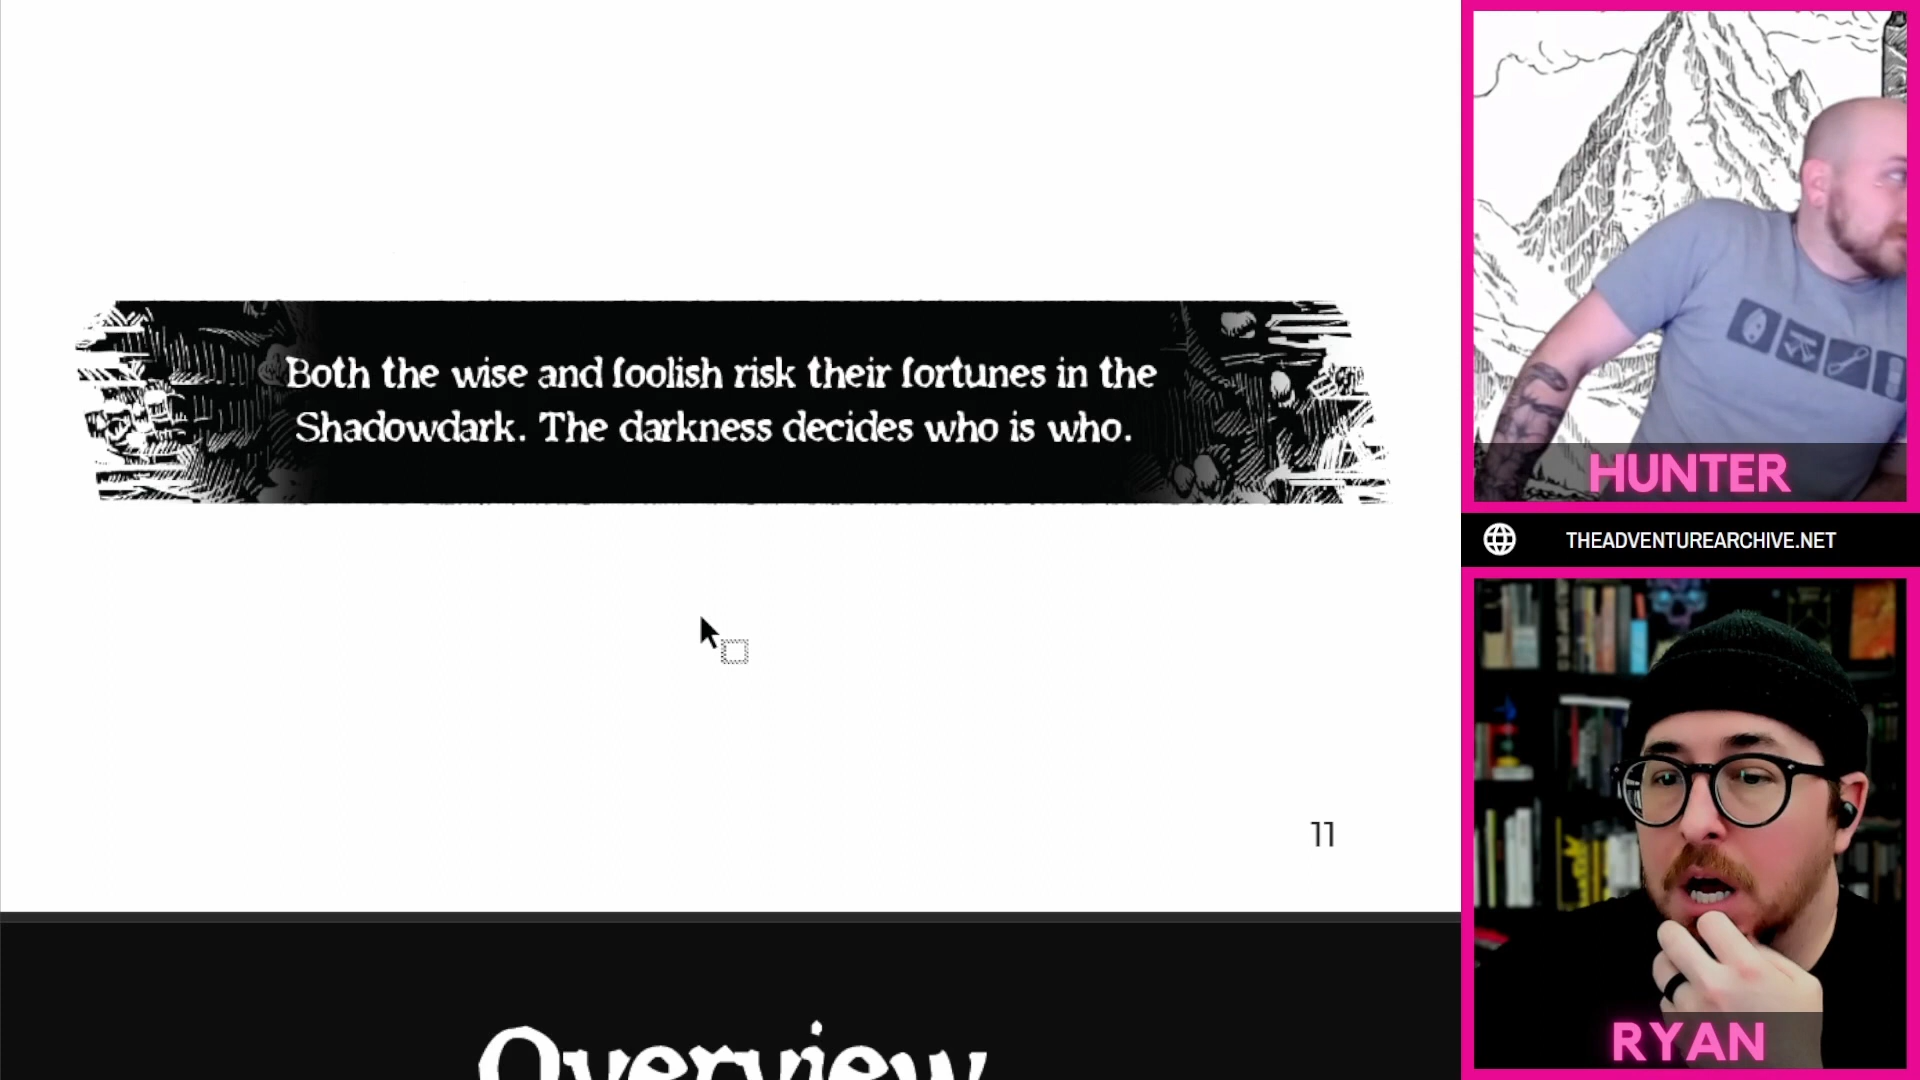 Both the wise and foolish risk their fortunes in the
Shadowdark. The darkness decides who is who.
11
Overview
HUNTER
THEADVENTUREARCHIVE.NET
RYAN